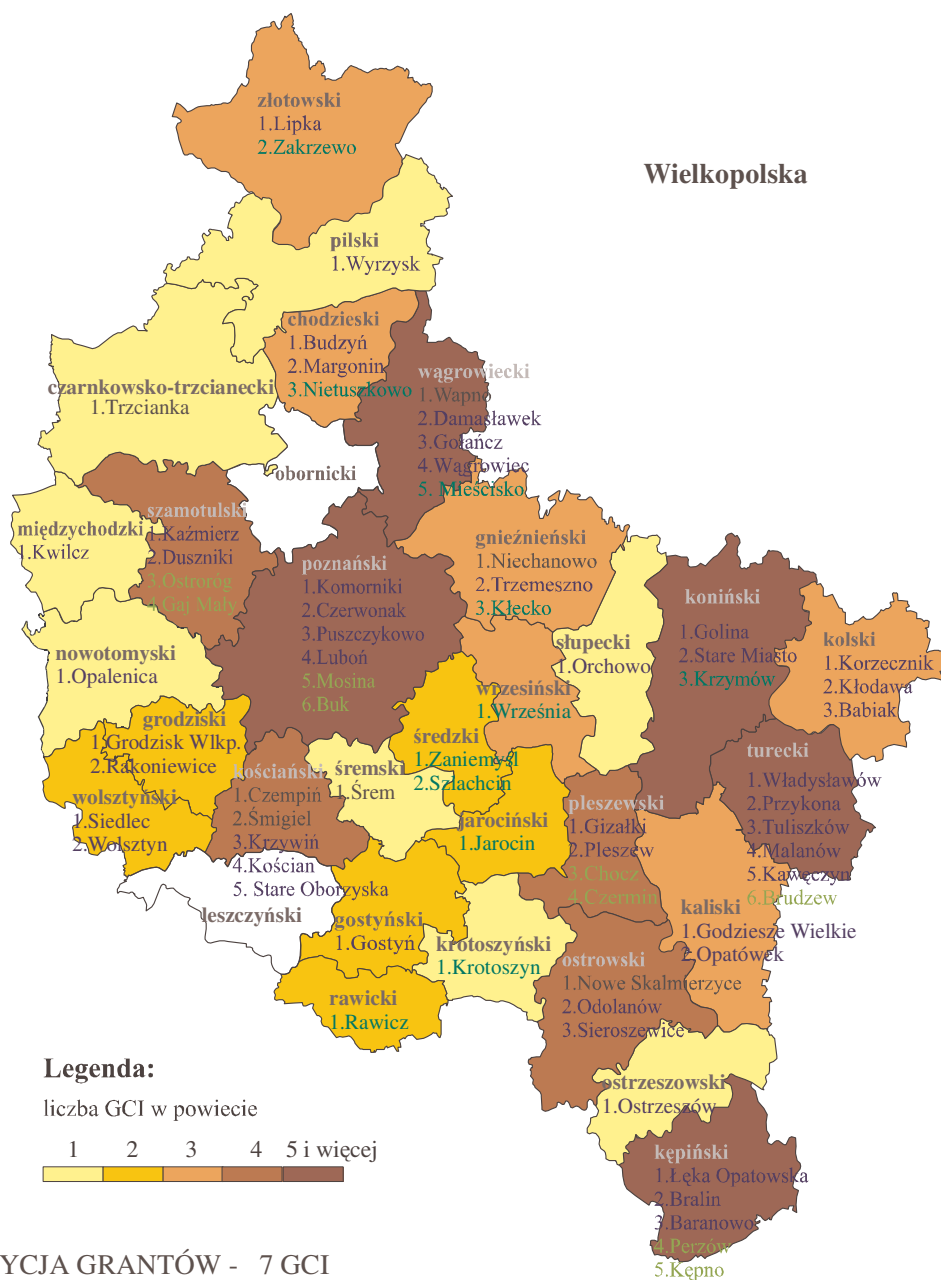 złotowski
1.Lipka
2.Zakrzewo
Wielkopolska
pilski
1.Wyrzysk
chodzieski
1.Budzyń
2.Margonin
3.Nietuszkowo
czarnkowsko-trzcianecki
1.Trzcianka
wągrowiecki
1.Wapno
2.Damasławek
3.Gołańcz
4.Wągrowiec
5. Mieścisko
obornicki
międzychodzki
1.Kwilcz
szamotulski
1.Kaźmierz
2.Duszniki
3.Ostroróg
4.Gaj Mały
poznański
1.Komorniki
2.Czerwonak
3.Puszczykowo
4.Luboń
5.Mosina
6.Buk
gnieźnieński
1.Niechanowo
2.Trzemeszno
3.Kłecko
słupecki
1.Orchowo
koniński
1.Golina
2.Stare Miasto
3.Krzymów
kolski
1.Korzecznik
2.Kłodawa
3.Babiak
nowotomyski
1.Opalenica
wrzesiński
1.Września
grodziski
1.Grodzisk Wlkp.
2.Rakoniewice
średzki
1.Zaniemyśl
2.Szlachcin
turecki
1.Władysławów
2.Przykona
3.Tuliszków
4.Malanów
5.Kawęczyn
6.Brudzew
wolsztyński
1.Siedlec
2.Wolsztyn
kościański
1.Czempiń
2.Śmigiel
3.Krzywiń
4.Kościan
5. Stare Oborzyska
śremski
1.Śrem
jarociński
1.Jarocin
pleszewski
1.Gizałki
2.Pleszew
3.Chocz
4.Czermin
leszczyński
gostyński
1.Gostyń
kaliski
1.Godziesze Wielkie
2.Opatówek
krotoszyński
1.Krotoszyn
ostrowski
1.Nowe Skalmierzyce
2.Odolanów
3.Sieroszewice
rawicki
1.Rawicz
ostrzeszowski
1.Ostrzeszów
kępiński
1.Łęka Opatowska
2.Bralin
3.Baranowo
4.Perzów
5.Kępno
Legenda:
liczba GCI w powiecie
1 2 3 4 5 i więcej
YCJA GRANTÓW - 7 GCI